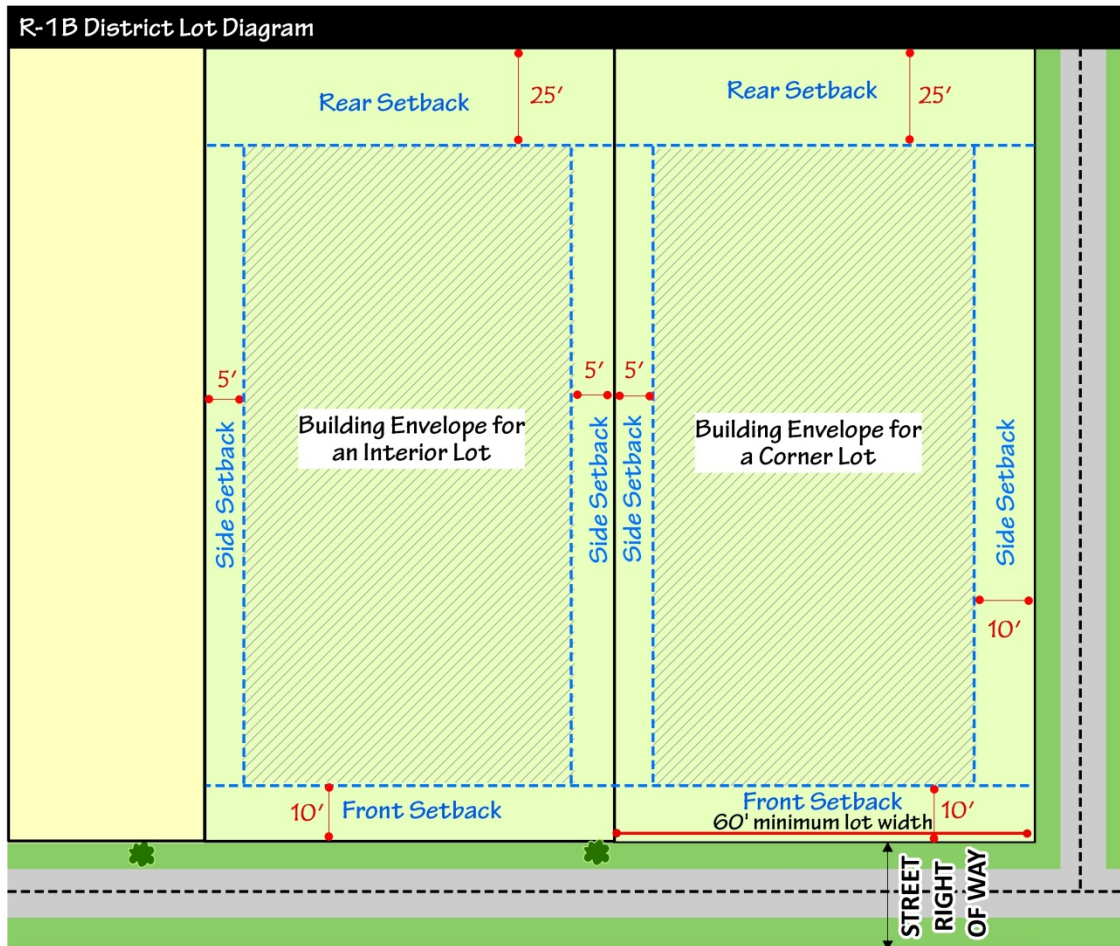 R-1B District Lot Diagram
Rear Setback
25'
Rear Setback
25'
5'
5'
5'
Building Envelope for
an Interior Lot
Building Envelope for
a Corner Lot
Side Setback
Side Setback
Side Setback
Side Setback
10'
10'
Front Setback
Front Setback
10'
60' minimum lot width
STREET
RIGHT
OF WAY